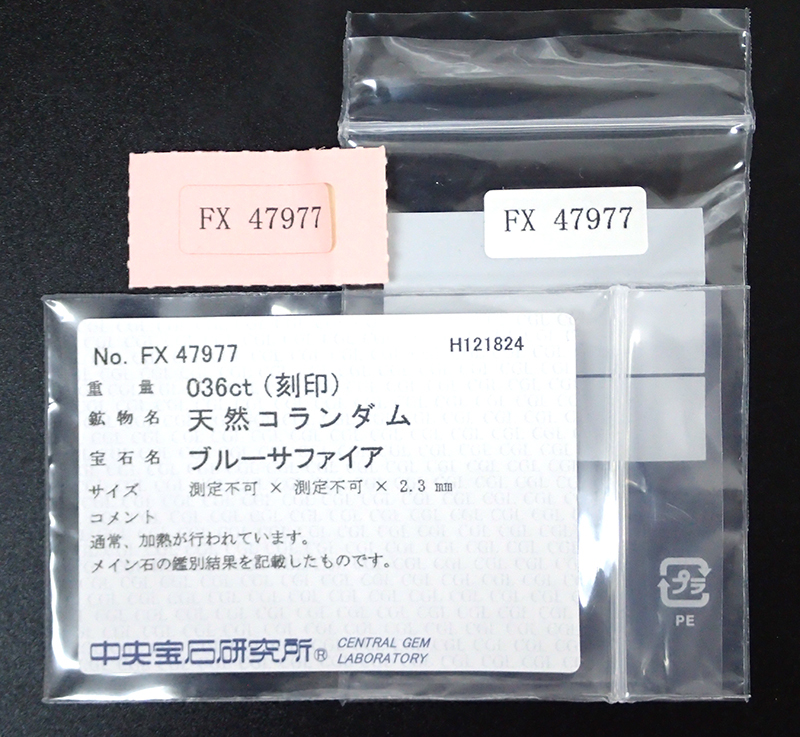 FX 47977
FX 47977
No. FX 47977
H121824
重量 036ct (刻印)
鉱物名 天然コランダム
宝石名 ブルーサファイア
サイズ 測定不可 × 測定不可 × 2.3 mm
コメント
通常、加熱が行われています。
メイン石の鑑別結果を記載したものです。
中央宝石研究所® CENTRAL GEM
LABORATORY
プラ
PE